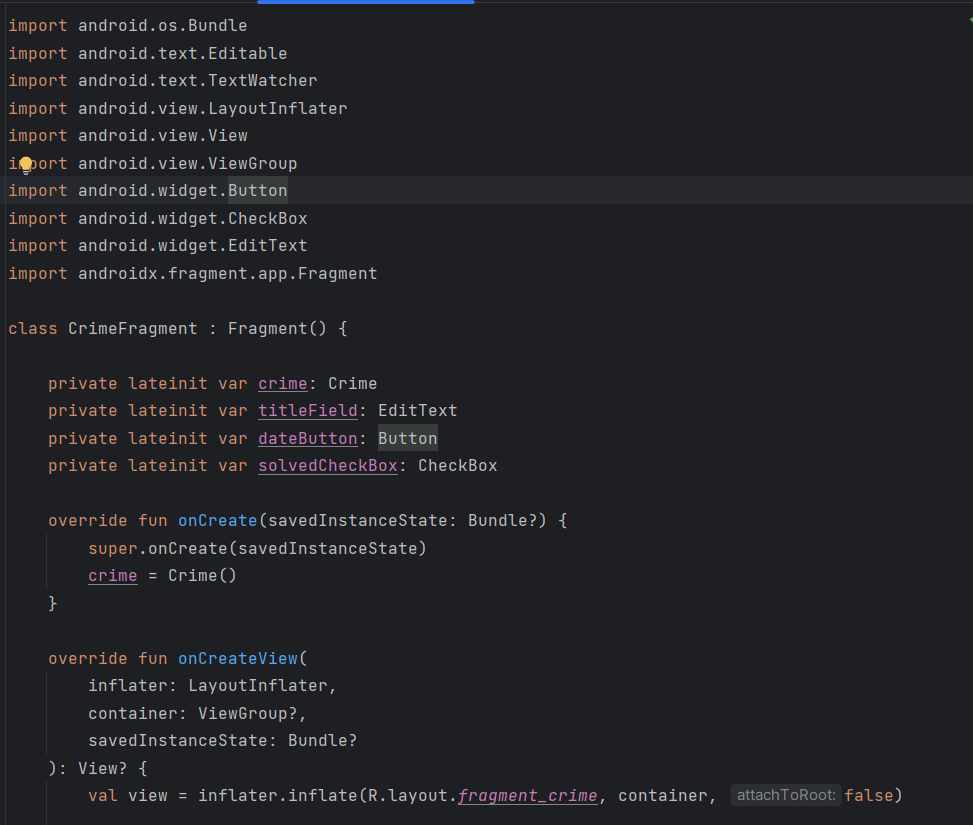 import android.os.Bundle
import android.text.Editable
import android.text.TextWatcher
import android.view.LayoutInflater
import android.view.View
import android.view.ViewGroup
import android.widget.Button
import android.widget.CheckBox
import android.widget.EditText
import androidx.fragment.app.Fragment

class CrimeFragment : Fragment() {

    private lateinit var crime: Crime
    private lateinit var titleField: EditText
    private lateinit var dateButton: Button
    private lateinit var solvedCheckBox: CheckBox

    override fun onCreate(savedInstanceState: Bundle?) {
        super.onCreate(savedInstanceState)
        crime = Crime()
    }

    override fun onCreateView(
        inflater: LayoutInflater,
        container: ViewGroup?,
        savedInstanceState: Bundle?
    ): View? {
        val view = inflater.inflate(R.layout.fragment_crime, container, attachToRoot: false)